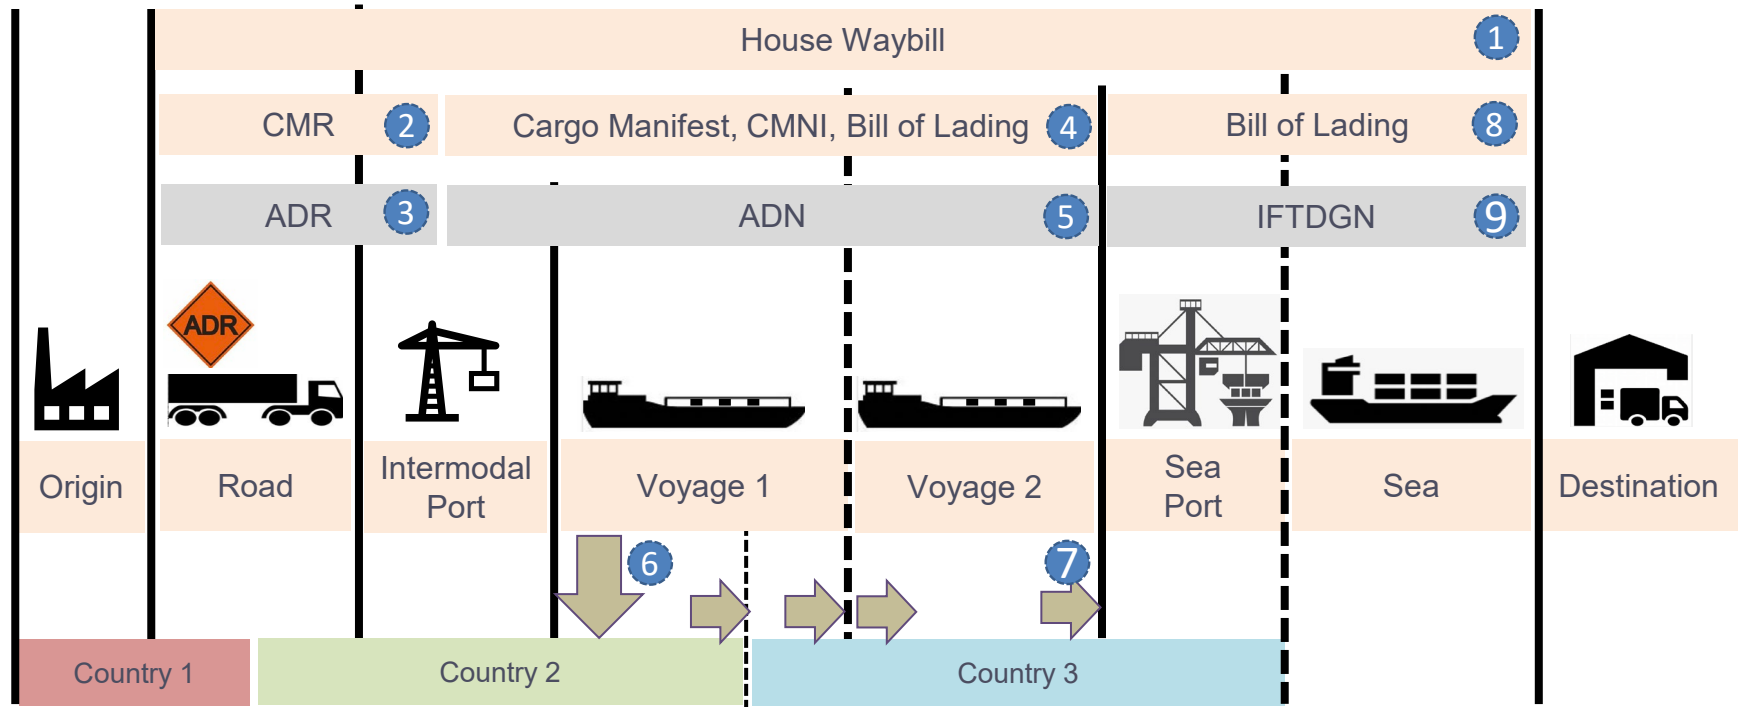 House Waybill 1
CMR 2
Cargo Manifest, CMNI, Bill of Lading 4
Bill of Lading 8
ADR 3
ADN 5
IFTDGN 9
ADR
Origin
Road
Intermodal
Port
Voyage 1
Voyage 2
Sea
Port
Sea
Destination
6
7
Country 1
Country 2
Country 3